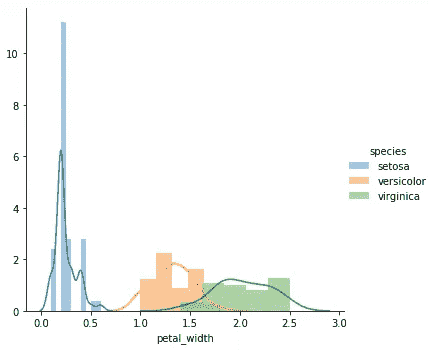 10
8
6
4
2
0
0.0 0.5 1.0 1.5 2.0 2.5 3.0
petal_width
species
setosa
versicolor
virginica